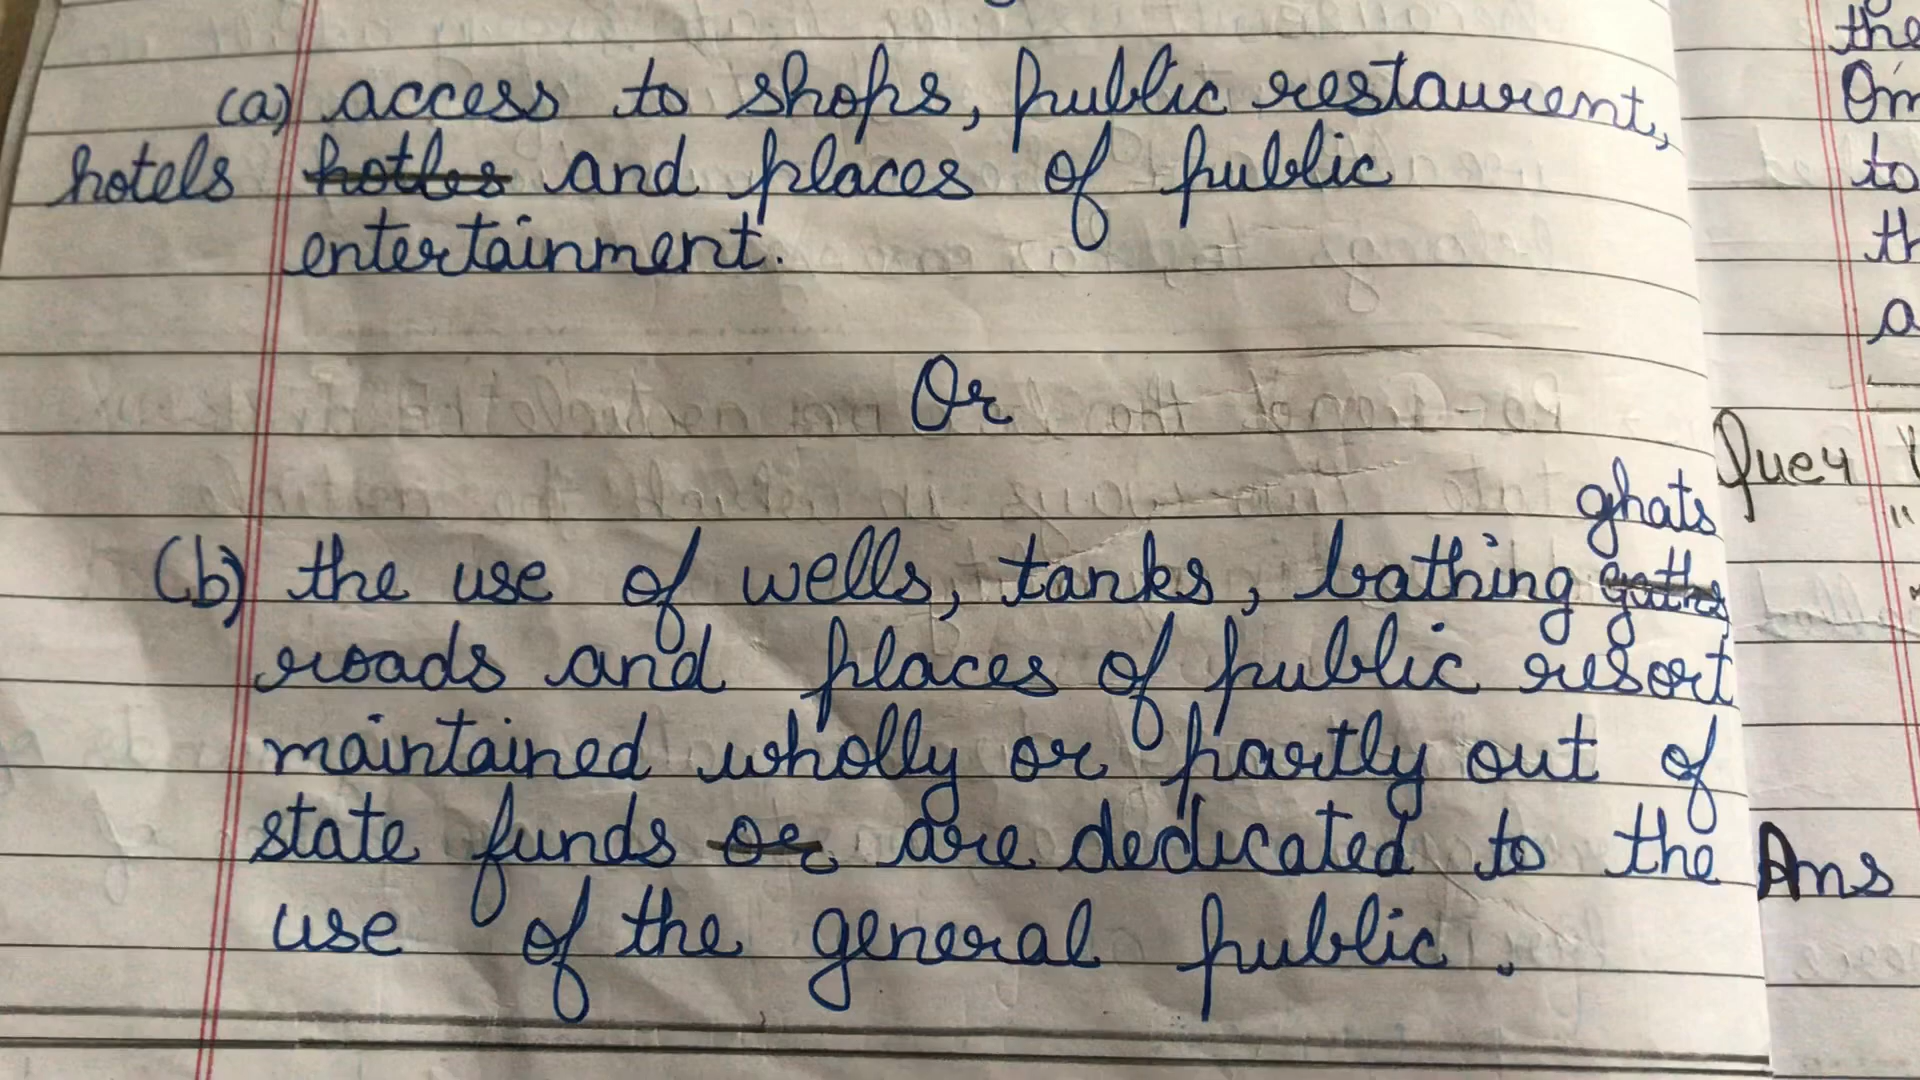 (a) access to shops, public restaurent,
hotels hotles and places of public
entertainment.
Or
ghats
(b) the use of wells, tanks, bathing gaths
roads and places of public resort
maintained wholly or partly out of
state funds or are dedicated to the
use of the general public.
the
Om
to
th
a
Que4
Ans